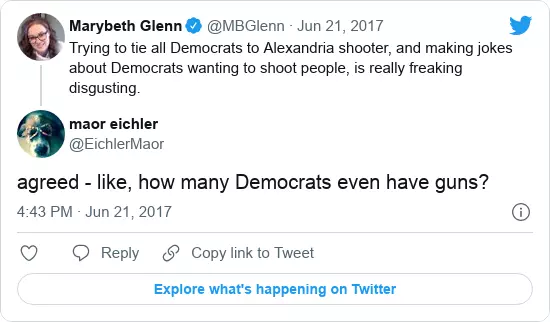 Marybeth Glenn @MBGlenn · Jun 21, 2017
Trying to tie all Democrats to Alexandria shooter, and making jokes
about Democrats wanting to shoot people, is really freaking
disgusting.
maor eichler
@EichlerMaor
agreed - like, how many Democrats even have guns?
4:43 PM · Jun 21, 2017
Reply Copy link to Tweet
Explore what's happening on Twitter